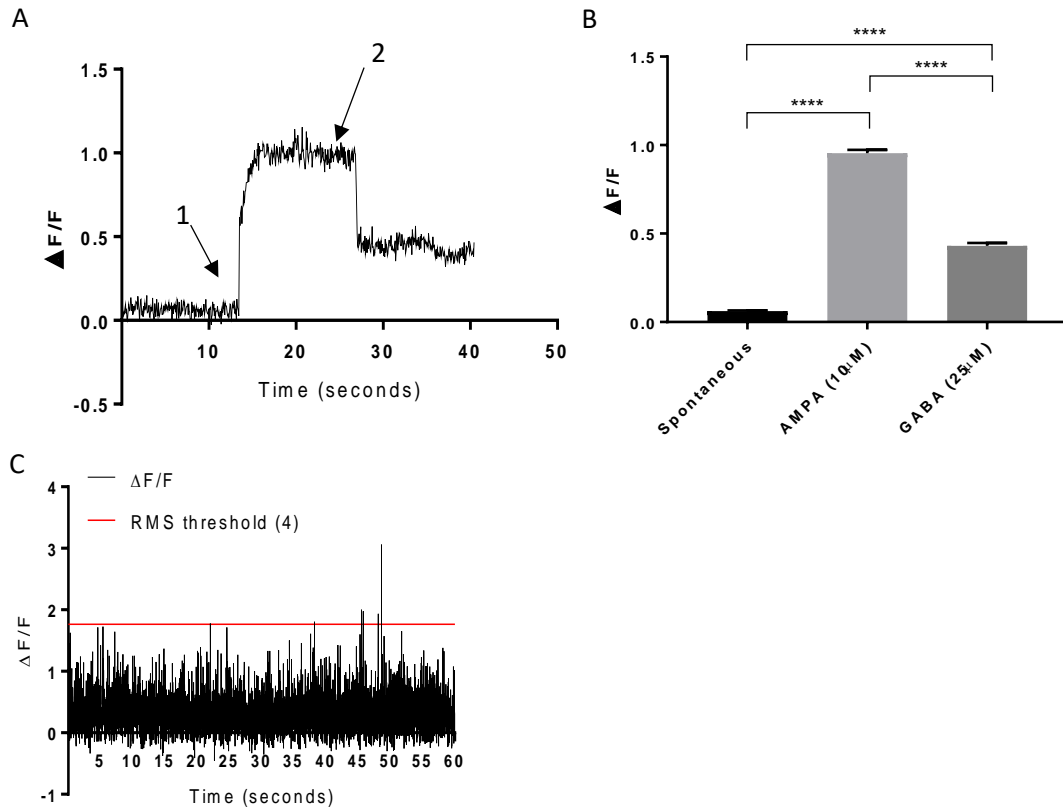 A
1.5
1.0
0.5
0.0
-0.5
▲F/F
10 20 30 40 50
Time (seconds)
1
2
B
1.5
1.0
0.5
0.0
▲F/F
****
****
****
Spontaneous
AMPA (10μM)
GABA (25μM)
C
ΔF/F
RMS threshold (4)
4
3
2
1
0
-1
ΔF/F
5 10 15 20 25 30 35 40 45 50 55 60
Time (seconds)